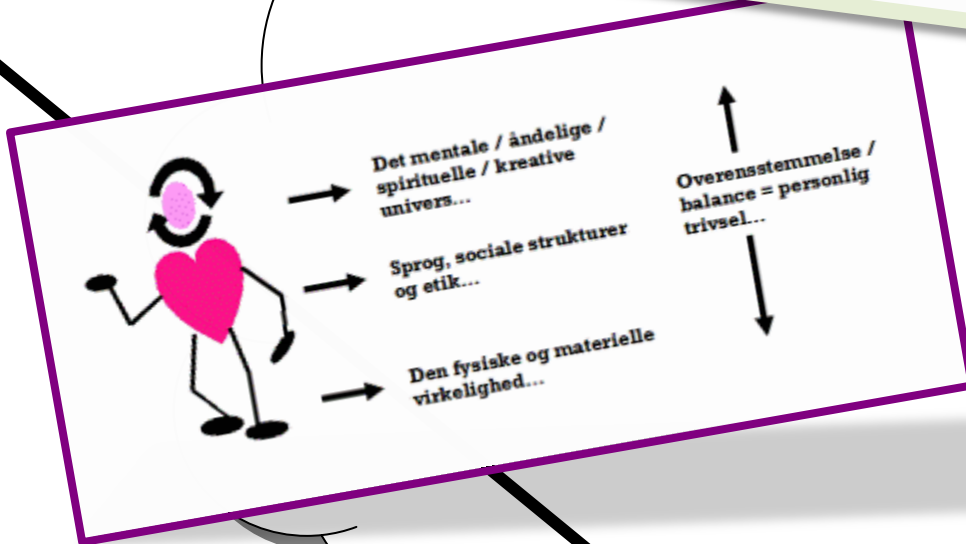 Det mentale / åndelige /
spirituelle / kreative
univers...
Sprog, sociale strukturer
og etik...
Den fysiske og materielle
virkelighed...
Overensstemmelse /
balance = personlig
trivsel...